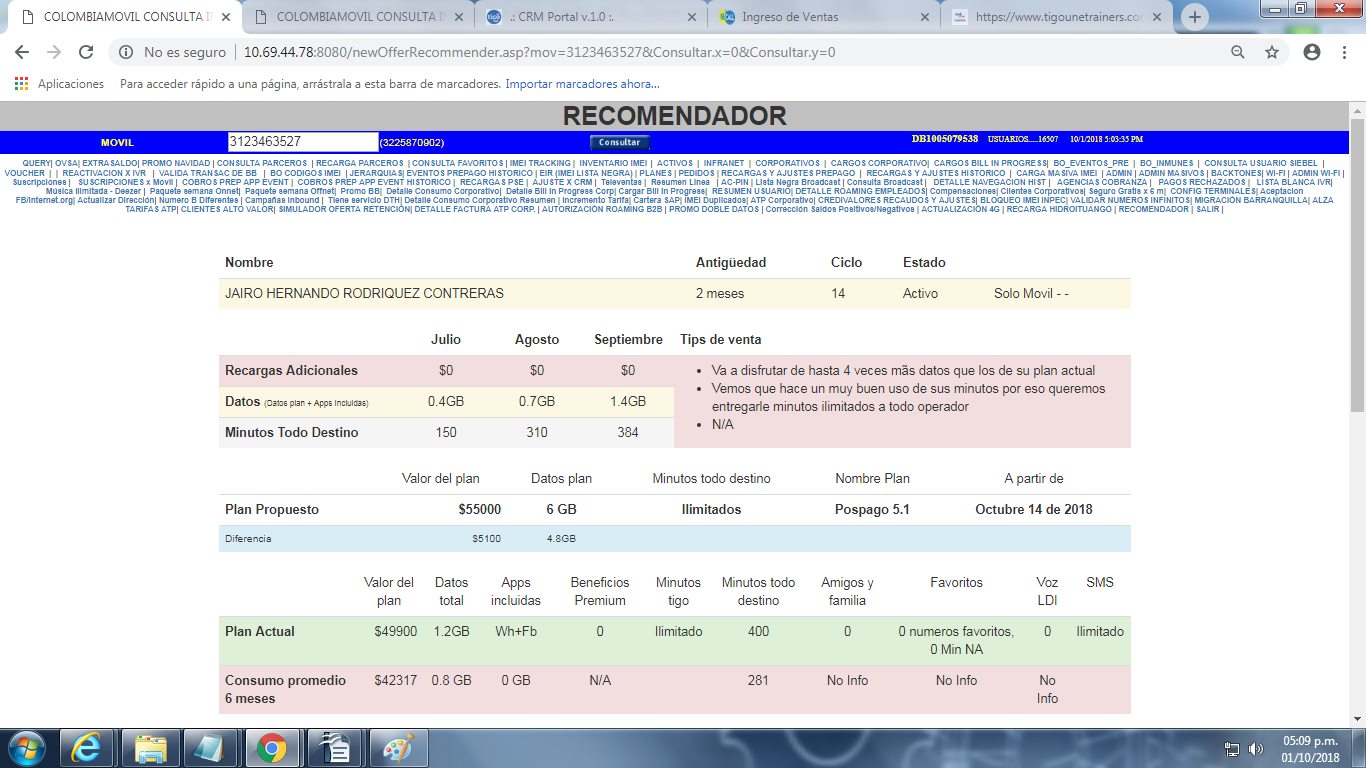 COLOMBIAMOVIL CONSULTA I
COLOMBIAMOVIL CONSULTA I
.: CRM Portal v.1.0 :.
Ingreso de Ventas
https://www.tigounetrainers.co
No es seguro | 10.69.44.78:8080/newOfferRecommender.asp?mov=3123463527&Consultar.x=0&Consultar.y=0
Aplicaciones Para acceder rápido a una página, arrástrala a esta barra de marcadores. Importar marcadores ahora...
RECOMENDADOR
MOVIL 3123463527 (3225870902) Consultar DB1005079538 USUARIOS.....16507 10/1/2018 5:03:35 PM
QUERY| OVSA| EXTRASALDO| PROMO NAVIDAD | CONSULTA PARCEROS | RECARGA PARCEROS | CONSULTA FAVORITOS | IMEI TRACKING | INVENTARIO IMEI | ACTIVOS | INFRANET | CORPORATIVOS | CARGOS CORPORATIVO| CARGOS BILL IN PROGRESS| BO_EVENTOS_PRE | BO_INMUNES | CONSULTA USUARIO SIEBEL |
VOUCHER | | REACTIVACION X IVR | VALIDA TRANSAC DE BB | BO CODIGOS IMEI | JERARQUIAS| EVENTOS PREPAGO HISTORICO | EIR (IMEI LISTA NEGRA) | PLANES | PEDIDOS | RECARGAS Y AJUSTES PREPAGO | RECARGAS Y AJUSTES HISTORICO | CARGA MASIVA IMEI | ADMIN | ADMIN MASIVOS | BACKTONES| WI-FI | ADMIN WI-FI |
Suscripciones | SUSCRIPCIONES x Movil | COBROS PREP APP EVENT | COBROS PREP APP EVENT HISTORICO | RECARGAS PSE | AJUSTE X CRM | Televentas | Resumen Linea | AC-PIN | Lista Negra Broadcast | Consulta Broadcast | DETALLE NAVEGACION HIST | AGENCIAS COBRANZA | PAGOS RECHAZADOS | LISTA BLANCA IVR|
Musica Ilimitada - Deezer | Paquete semana Onnet| Paquete semana Offnet| Promo BB| Detalle Consumo Corporativo| Detalle Bill In Progress Corp| Cargar Bill In Progress| RESUMEN USUARIO| DETALLE ROAMING EMPLEADOS| Compensaciones| Clientes Corporativos| Seguro Gratis x 6 m| CONFIG TERMINALES| Aceptacion
FB/Internet.org| Actualizar Dirección| Numero B Diferentes | Campañas Inbound | Tiene servicio DTH| Detalle Consumo Corporativo Resumen | Incremento Tarifa| Cartera SAP| IMEI Duplicados| ATP Corporativo| CREDIVALORES RECAUDOS Y AJUSTES| BLOQUEO IMEI INPEC| VALIDAR NUMEROS INFINITOS| MIGRACIÓN BARRANQUILLA| ALZA
TARIFAS ATP| CLIENTES ALTO VALOR| SIMULADOR OFERTA RETENCIÓN| DETALLE FACTURA ATP CORP. | AUTORIZACIÓN ROAMING B2B | PROMO DOBLE DATOS | Corrección Saldos Positivos/Negativos | ACTUALIZACIÓN 4G | RECARGA HIDROITUANGO | RECOMENDADOR | SALIR |
Nombre Antigüedad Ciclo Estado
JAIRO HERNANDO RODRIQUEZ CONTRERAS 2 meses 14 Activo Solo Movil - -
Julio Agosto Septiembre Tips de venta
Recargas Adicionales $0 $0 $0
Datos (Datos plan + Apps Incluidas) 0.4GB 0.7GB 1.4GB
Minutos Todo Destino 150 310 384
• Va a disfrutar de hasta 4 veces mãs datos que los de su plan actual
• Vemos que hace un muy buen uso de sus minutos por eso queremos
entregarle minutos ilimitados a todo operador
• N/A
Valor del plan Datos plan Minutos todo destino Nombre Plan A partir de
Plan Propuesto $55000 6 GB Ilimitados Pospago 5.1 Octubre 14 de 2018
Diferencia $5100 4.8GB
Valor del plan Datos total Apps incluidas Beneficios Premium Minutos tigo Minutos todo destino Amigos y familia Favoritos Voz LDI SMS
Plan Actual $49900 1.2GB Wh+Fb 0 Ilimitado 400 0 0 numeros favoritos, 0 Min NA 0 Ilimitado
Consumo promedio 6 meses $42317 0.8 GB 0 GB N/A 281 No Info No Info No Info
05:09 p.m.
01/10/2018